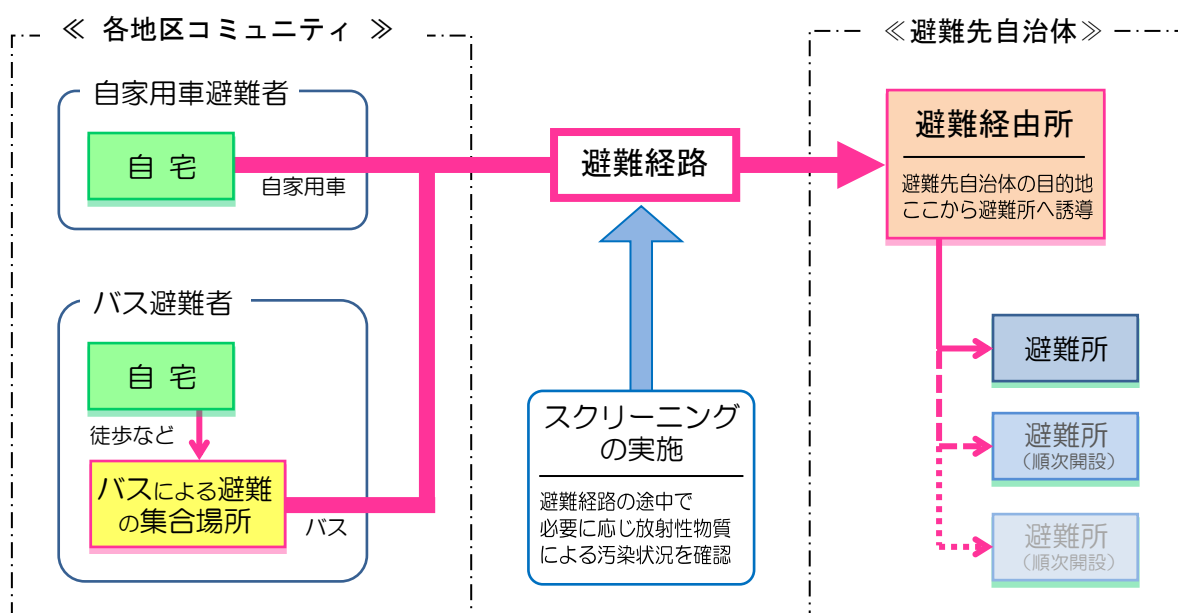 ≪ 各地区コミュニティ ≫
自家用車避難者
自 宅
自家用車
バス避難者
自 宅
徒歩など
バスによる避難
の集合場所
バス
避難経路
スクリーニング
の実施
避難経路の途中で
必要に応じ放射性物質
による汚染状況を確認
≪避難先自治体≫
避難経由所
避難先自治体の目的地
ここから避難所へ誘導
避難所
避難所
(順次開設)
避難所
(順次開設)